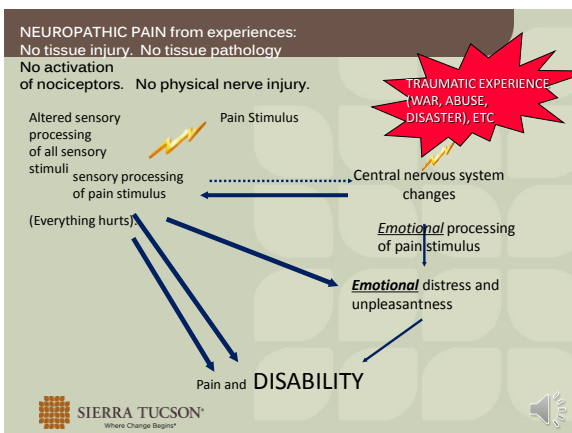 NEUROPATHIC PAIN from experiences:
No tissue injury. No tissue pathology
No activation
of nociceptors. No physical nerve injury.
TRAUMATIC EXPERIENCE
(WAR, ABUSE,
DISASTER), ETC
Altered sensory
processing
of all sensory
stimuli
Pain Stimulus
sensory processing
of pain stimulus
Central nervous system
changes
(Everything hurts).
Emotional processing
of pain stimulus
Emotional distress and
unpleasantness
Pain and DISABILITY
SIERRA TUCSON®
Where Change Begins®